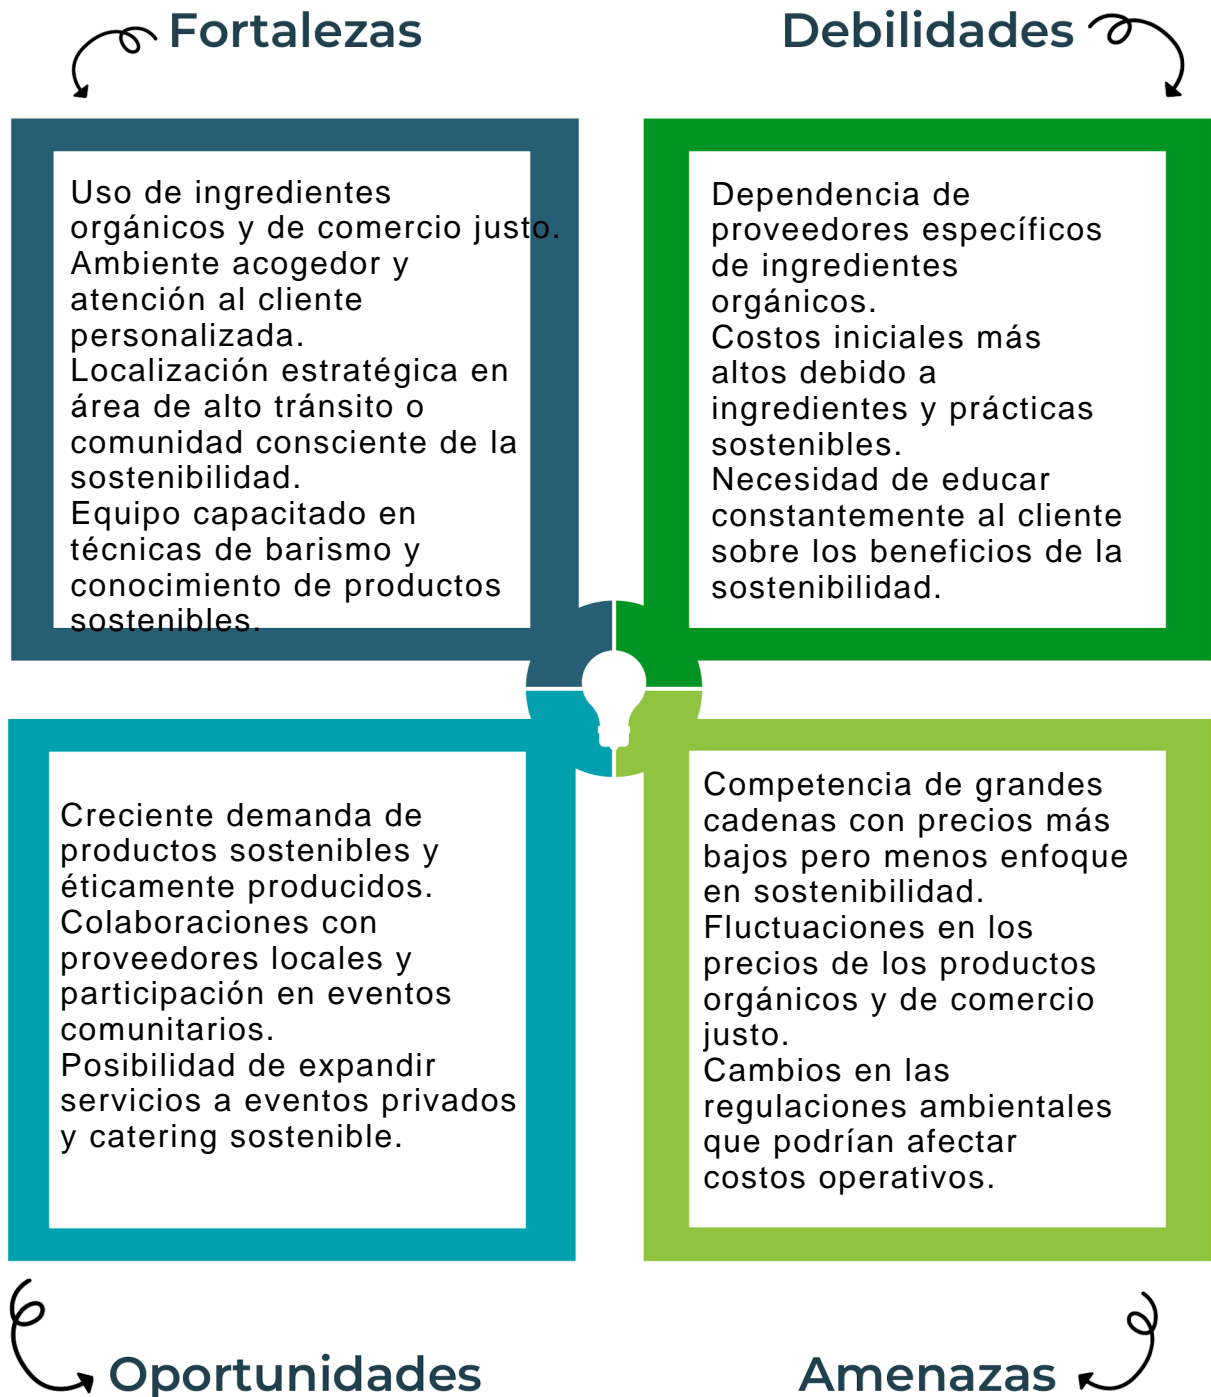 Fortalezas
Uso de ingredientes
orgánicos y de comercio justo.
Ambiente acogedor y
atención al cliente
personalizada.
Localización estratégica en
área de alto tránsito o
comunidad consciente de la
sostenibilidad.
Equipo capacitado en
técnicas de barismo y
conocimiento de productos
sostenibles.
Debilidades
Dependencia de
proveedores específicos
de ingredientes
orgánicos.
Costos iniciales más
altos debido a
ingredientes y prácticas
sostenibles.
Necesidad de educar
constantemente al cliente
sobre los beneficios de la
sostenibilidad.
Creciente demanda de
productos sostenibles y
éticamente producidos.
Colaboraciones con
proveedores locales y
participación en eventos
comunitarios.
Posibilidad de expandir
servicios a eventos privados
y catering sostenible.
Oportunidades
Competencia de grandes
cadenas con precios más
bajos pero menos enfoque
en sostenibilidad.
Fluctuaciones en los
precios de los productos
orgánicos y de comercio
justo.
Cambios en las
regulaciones ambientales
que podrían afectar
costos operativos.
Amenazas